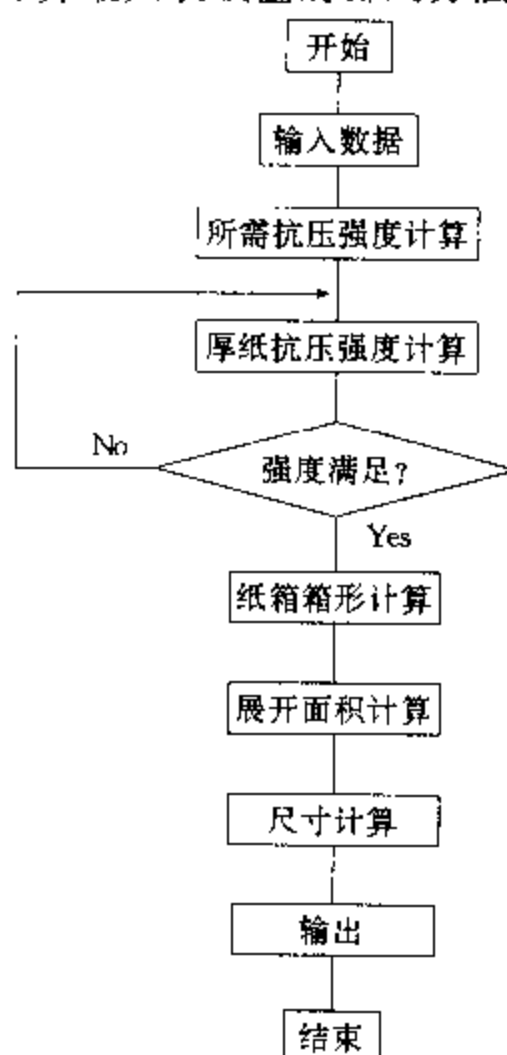 开始
输入数据
所需抗压强度计算
厚纸抗压强度计算
No
强度满足?
Yes
纸箱箱形计算
展开面积计算
尺寸计算
输出
结束